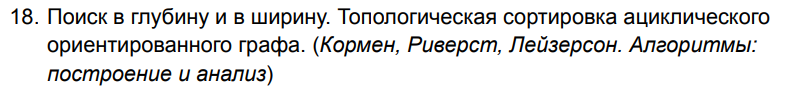 18. Поиск в глубину и в ширину. Топологическая сортировка ациклического
ориентированного графа. (Кормен, Риверст, Лейзерсон. Алгоритмы:
построение и анализ)